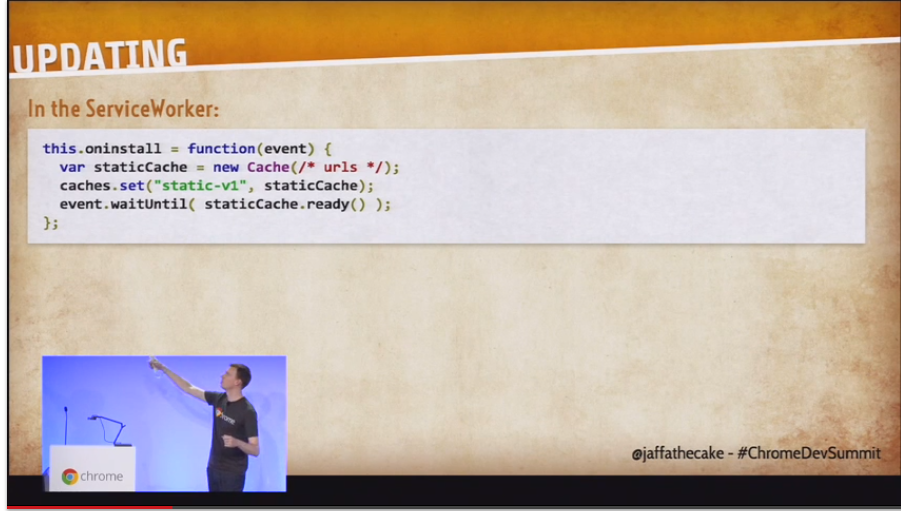 UPDATING
In the ServiceWorker:
this.oninstall = function(event) {
  var staticCache = new Cache(/* urls */);
  caches.set("static-v1", staticCache);
  event.waitUntil( staticCache.ready() );
};
chrome
chrome
@jaffathecake - #ChromeDevSummit